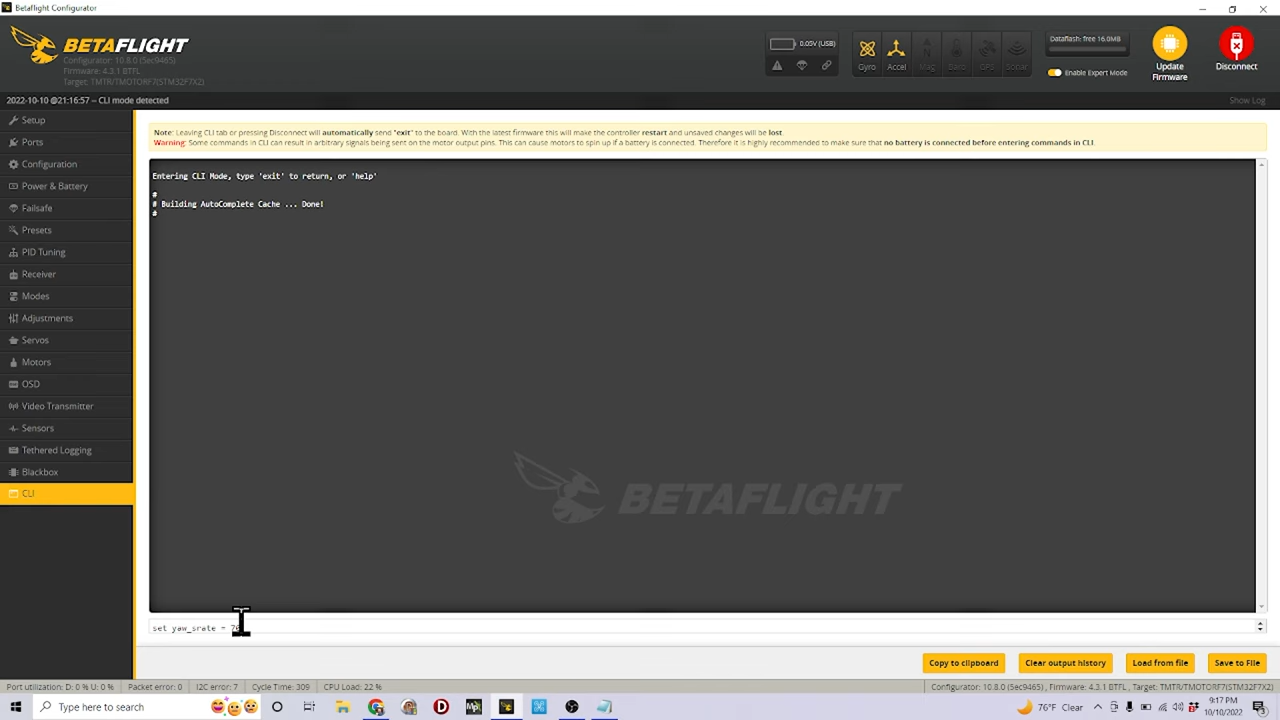 Betaflight Configurator
BETAFLIGHT
Configurator: 10.8.0 (5ec9465)
Firmware: 4.3.1 BTFL
Target: TMTR/TMOTORF7(STM32F7X2)
0.05V (USB)
Gyro
Accel
Mag
Baro
GPS
Sonar
Dataflash: free 16.0MB
Enable Expert Mode
Update
Firmware
Disconnect
2022-10-10 @21:16:57 -- CLI mode detected
Show Log
Setup
Ports
Configuration
Power & Battery
Failsafe
Presets
PID Tuning
Receiver
Modes
Adjustments
Servos
Motors
OSD
Video Transmitter
Sensors
Tethered Logging
Blackbox
CLI
Note: Leaving CLI tab or pressing Disconnect will automatically send "exit" to the board. With the latest firmware this will make the controller restart and unsaved changes will be lost.
Warning: Some commands in CLI can result in arbitrary signals being sent on the motor output pins. This can cause motors to spin up if a battery is connected. Therefore it is highly recommended to make sure that no battery is connected before entering commands in CLI.
Entering CLI Mode, type 'exit' to return, or 'help'
#
# Building AutoComplete Cache ... Done!
#
BETAFLIGHT
set yaw_srate =
Copy to clipboard
Clear output history
Load from file
Save to File
Port utilization: D: 0 % U: 0 %
Packet error: 0
I2C error: 7
Cycle Time: 309
CPU Load: 22 %
Configurator: 10.8.0 (5ec9465) , Firmware: 4.3.1 BTFL , Target: TMTR/TMOTORF7(STM32F7X2)
Type here to search
76°F Clear
9:17 PM
10/10/2022